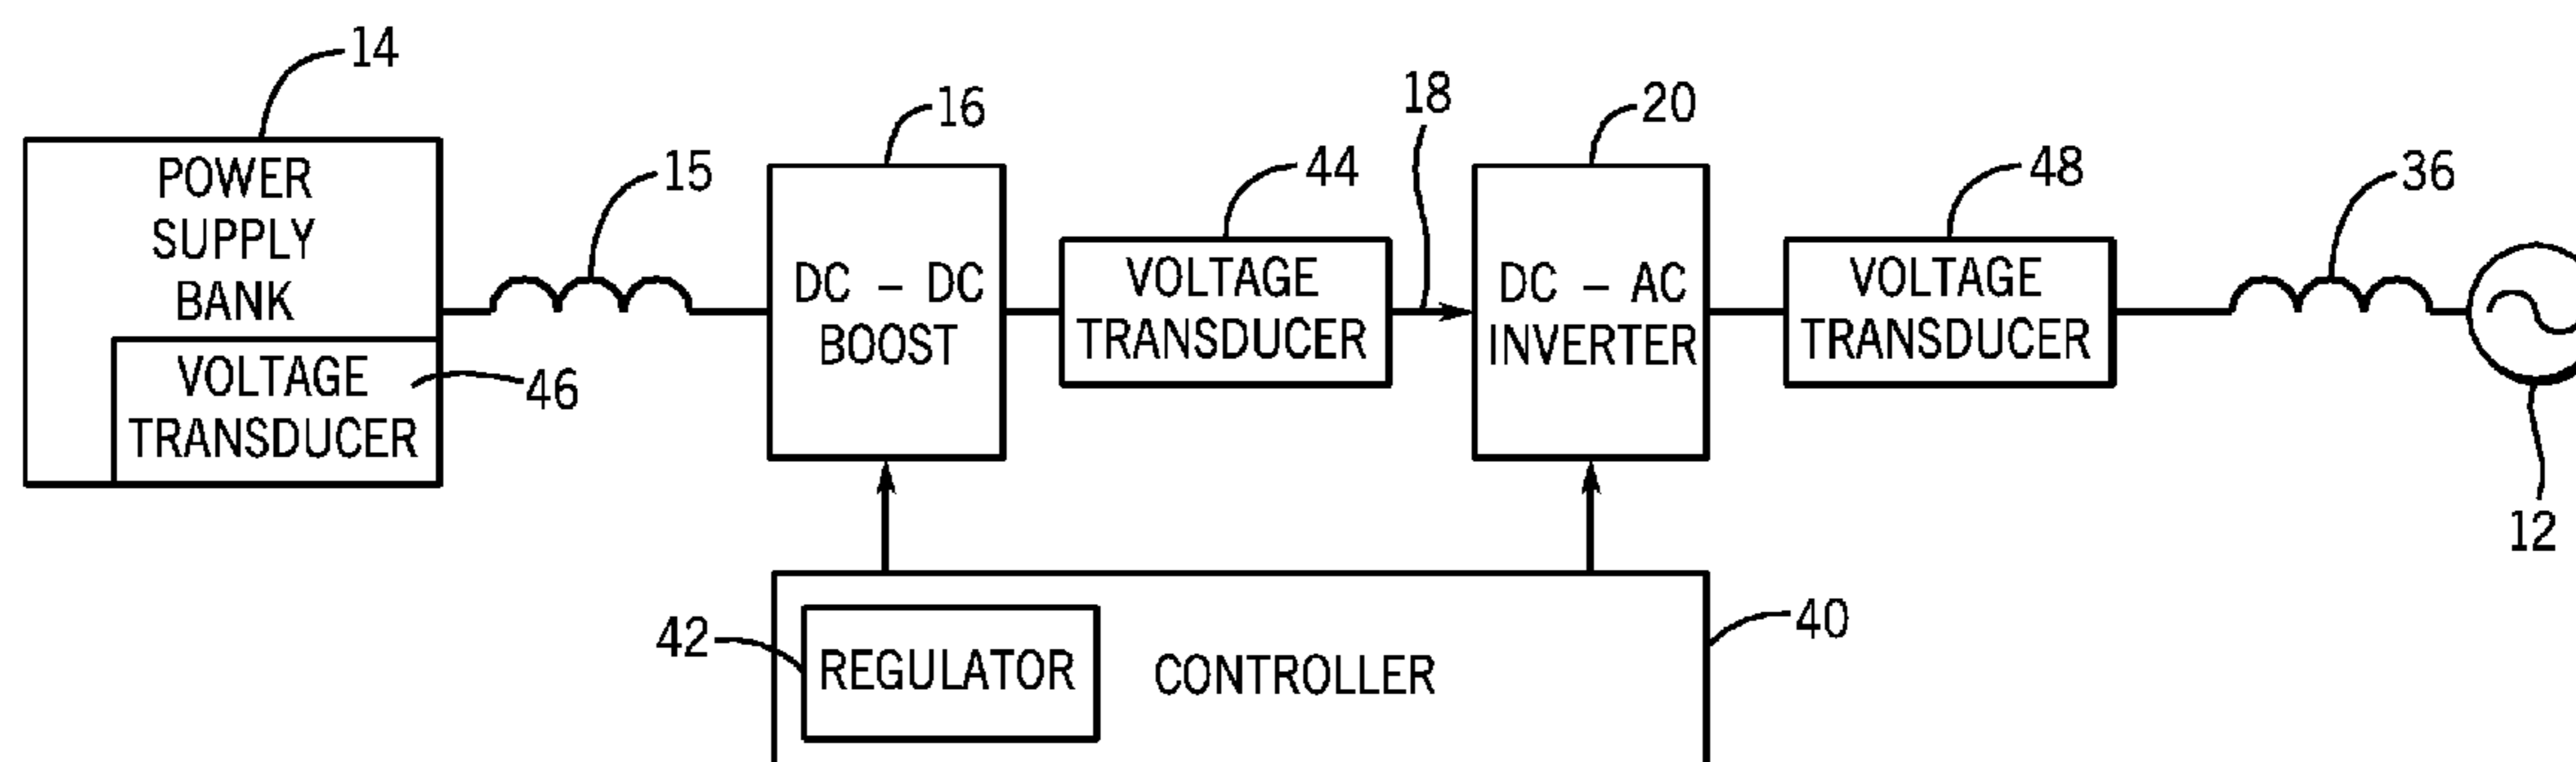 14
POWER
SUPPLY
BANK
VOLTAGE
TRANSDUCER
46
15
16
DC – DC
BOOST
44
VOLTAGE
TRANSDUCER
18
20
DC – AC
INVERTER
48
VOLTAGE
TRANSDUCER
36
12
42
REGULATOR
CONTROLLER
40